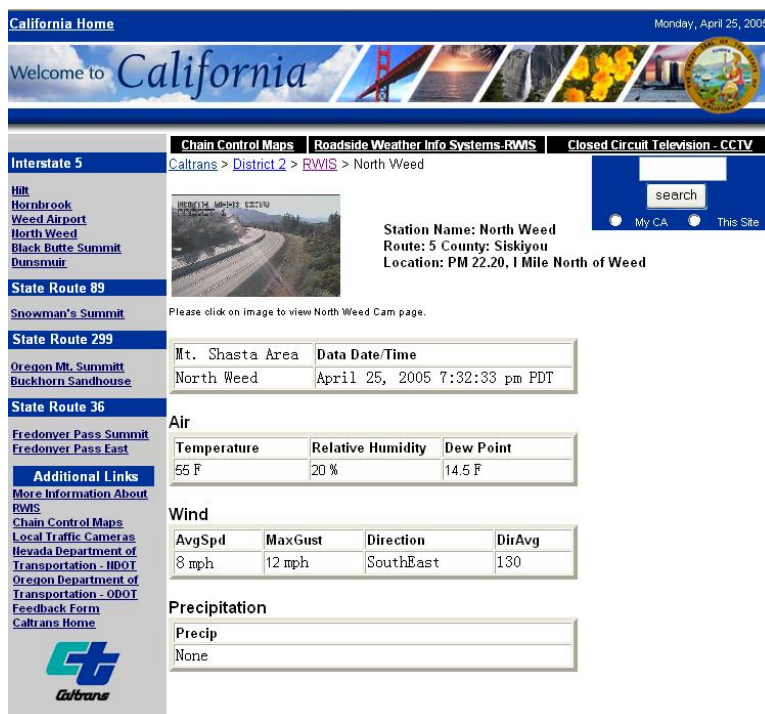 California Home
Monday, April 25, 2005
Welcome to California
Chain Control Maps Roadside Weather Info Systems-RWIS Closed Circuit Television - CCTV
Caltrans > District 2 > RWIS > North Weed
search
My CA This Site
Interstate 5
Hilt
Hornbrook
Weed Airport
North Weed
Black Butte Summit
Dunsmuir
State Route 89
Snowman's Summit
State Route 299
Oregon Mt. Summitt
Buckhorn Sandhouse
State Route 36
Fredonyer Pass Summit
Fredonyer Pass East
Additional Links
More Information About
RWIS
Chain Control Maps
Local Traffic Cameras
Nevada Department of
Transportation - NDOT
Oregon Department of
Transportation - ODOT
Feedback Form
Caltrans Home
Caltrans
Station Name: North Weed
Route: 5 County: Siskiyou
Location: PM 22.20, I Mile North of Weed
Please click on image to view North Weed Cam page.
Mt. Shasta Area Data Date/Time
North Weed April 25, 2005 7:32:33 pm PDT
Air
Temperature Relative Humidity Dew Point
55 F 20 % 14.5 F
Wind
AvgSpd MaxGust Direction DirAvg
8 mph 12 mph SouthEast 130
Precipitation
Precip
None